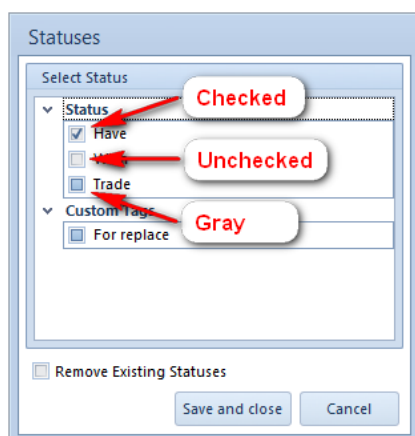 Statuses
Select Status
Status
Checked
Have
Unchecked
Trade
Custom Tags
Gray
For replace
Remove Existing Statuses
Save and close
Cancel